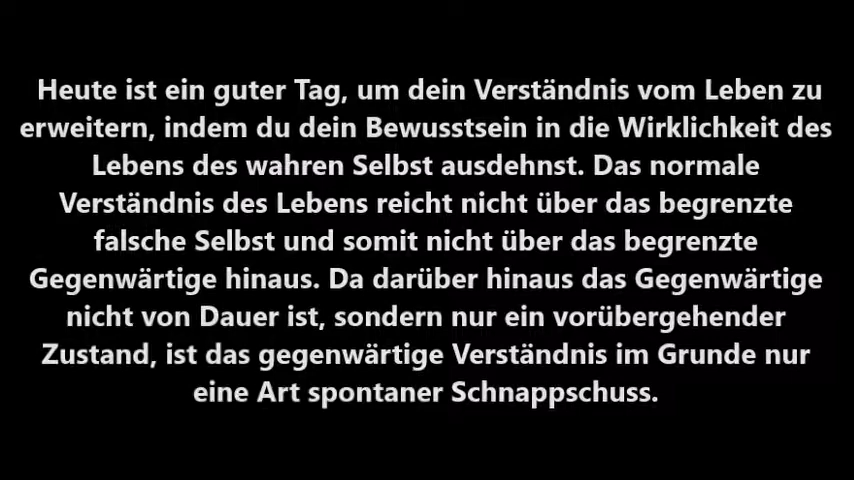 Heute ist ein guter Tag, um dein Verständnis vom Leben zu
erweitern, indem du dein Bewusstsein in die Wirklichkeit des
Lebens des wahren Selbst ausdehnst. Das normale
Verständnis des Lebens reicht nicht über das begrenzte
falsche Selbst und somit nicht über das begrenzte
Gegenwärtige hinaus. Da darüber hinaus das Gegenwärtige
nicht von Dauer ist, sondern nur ein vorübergehender
Zustand, ist das gegenwärtige Verständnis im Grunde nur
eine Art spontaner Schnappschuss.